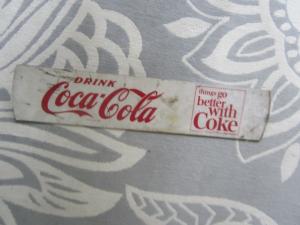 DRINK
Coca-Cola
things go
better
with
Coke